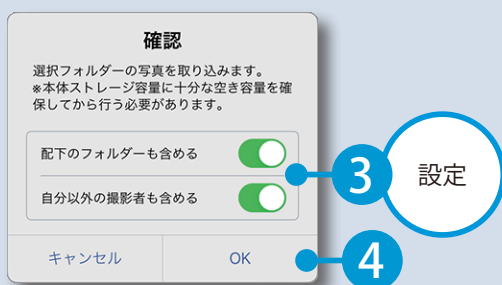 確認
選択フォルダーの写真を取り込みます。
※本体ストレージ容量に十分な空き容量を確
保してから行う必要があります。
配下のフォルダーも含める
自分以外の撮影者も含める
3
設定
キャンセル
OK
4